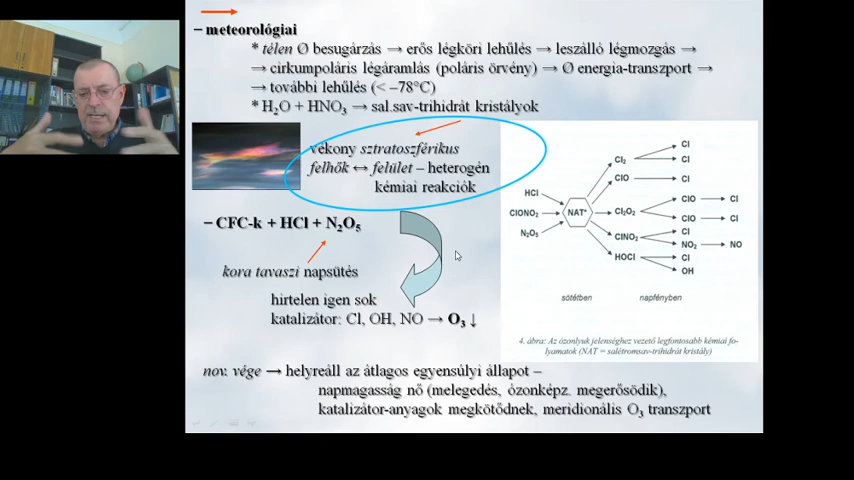 – meteorológiai
* télen Ø besugárzás → erős légköri lehűlés → leszálló légmozgás →
→ cirkumpoláris légáramlás (poláris örvény) → Ø energia-transzport →
→ további lehűlés (< –78°C)
* H₂O + HNO₃ → sal.sav-trihidrát kristályok
vékony sztratoszférikus
felhők ↔ felület – heterogén
kémiai reakciók
– CFC-k + HCl + N₂O₅
kora tavaszi napsütés
hirtelen igen sok
katalizátor: Cl, OH, NO → O₃ ↓
HCl
ClONO₂
N₂O₅
NAT*
Cl₂
ClO
Cl₂O₂
ClNO₂
HOCl
Cl
Cl
Cl
ClO → Cl
ClO → Cl
Cl
NO₂ → NO
Cl
OH
sötétben napfényben
4. ábra: Az ózonlyuk jelenséghez vezető legfontosabb kémiai fo-
lyamatok (NAT = salétromsav-trihidrát kristály)
nov. vége → helyreáll az átlagos egyensúlyi állapot –
napmagasság nő (melegedés, ózonképz. megerősödik),
katalizátor-anyagok megkötődnek, meridionális O₃ transzport